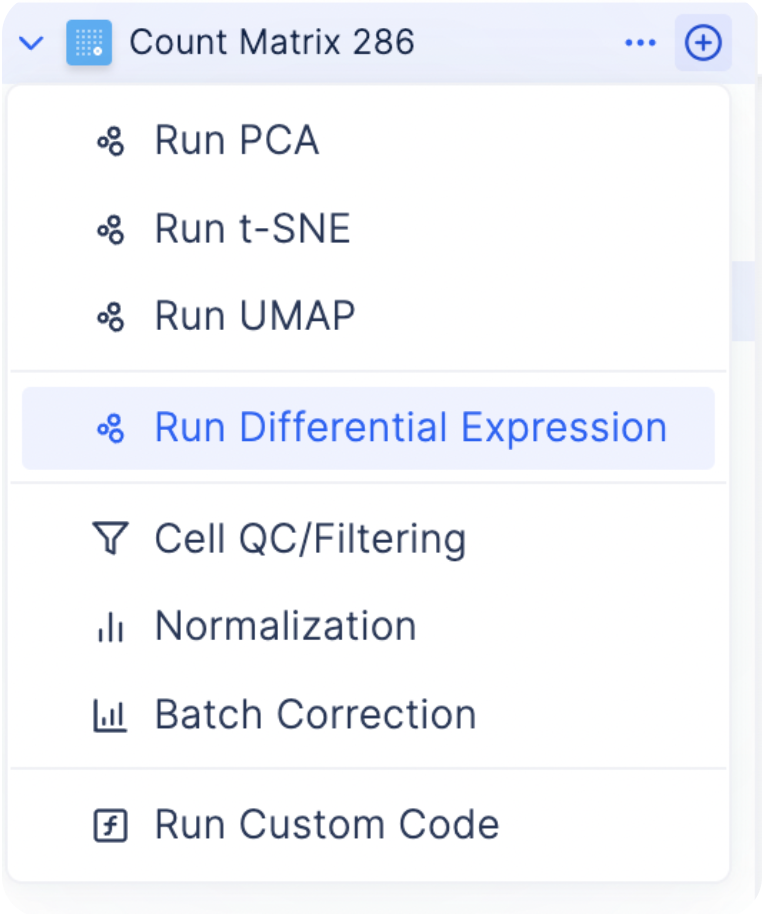 Count Matrix 286
Run PCA
Run t-SNE
Run UMAP
Run Differential Expression
Cell QC/Filtering
Normalization
Batch Correction
Run Custom Code